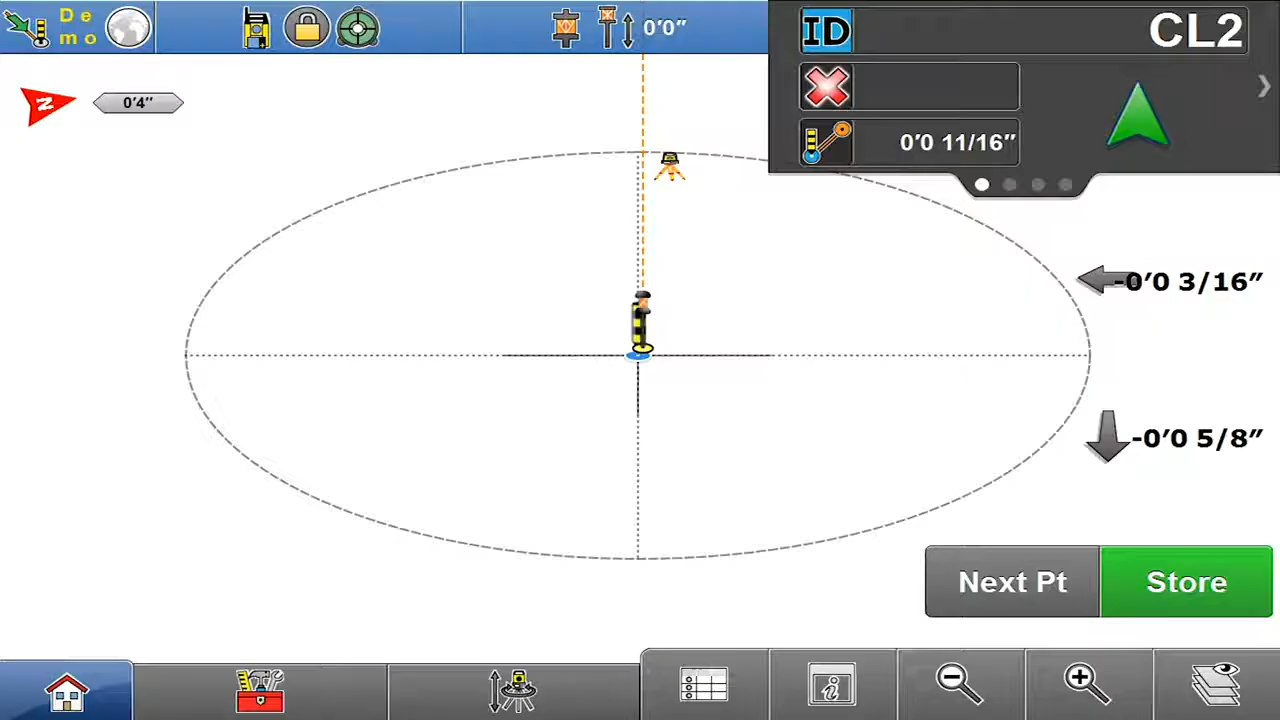 De
mo
0'0"
ID
CL2
N
0'4"
0'0 11/16"
-0'0 3/16"
-0'0 5/8"
Next Pt
Store